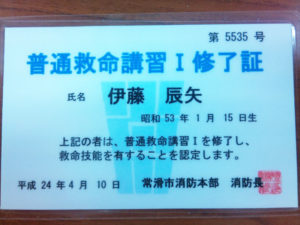 第 5535 号
普通救命講習Ⅰ修了証
氏名 伊藤 辰矢
昭和 53 年 1 月 15 日生
上記の者は、普通救命講習Ⅰを修了し、
救命技能を有することを認定します。
平成 24 年 4 月 10 日 常滑市消防本部 消防長